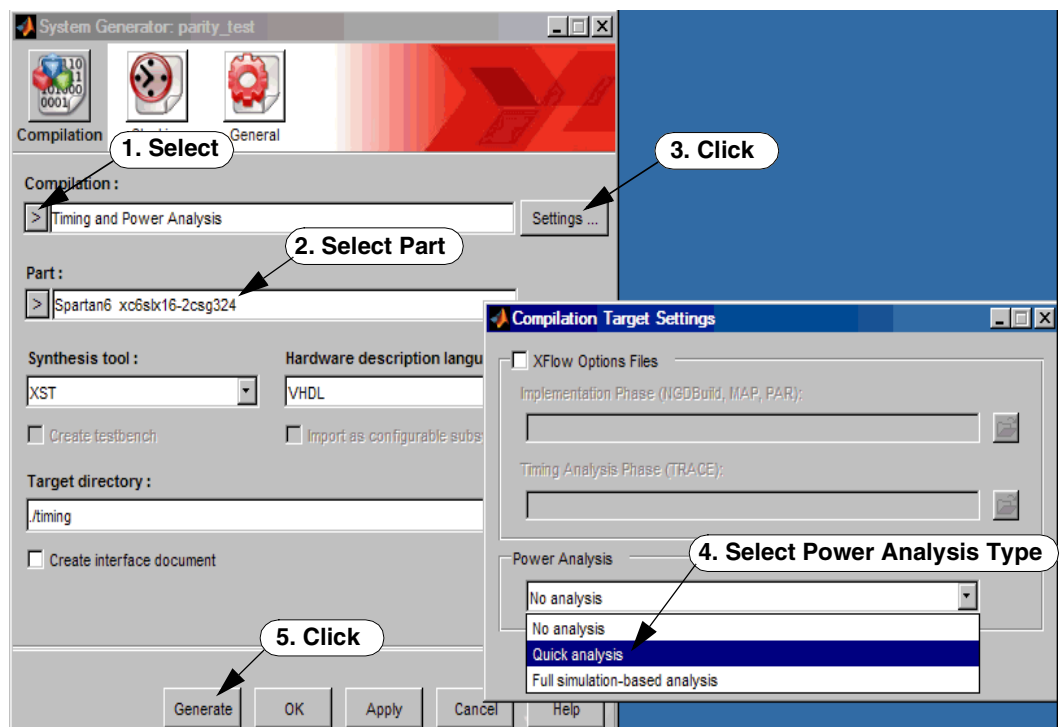 System Generator: parity_test
Compilation
General
1. Select
3. Click
Compilation :
> Timing and Power Analysis
Settings ...
2. Select Part
Part :
> Spartan6 xc6slx16-2csg324
Compilation Target Settings
Synthesis tool :
Hardware description langu
XST
VHDL
Create testbench
Import as configurable subs
Target directory :
./timing
Create interface document
XFlow Options Files
Implementation Phase (NGDBuild, MAP, PAR):
Timing Analysis Phase (TRACE):
4. Select Power Analysis Type
Power Analysis
No analysis
No analysis
Quick analysis
Full simulation-based analysis
5. Click
Generate
OK
Apply
Cancel
Help